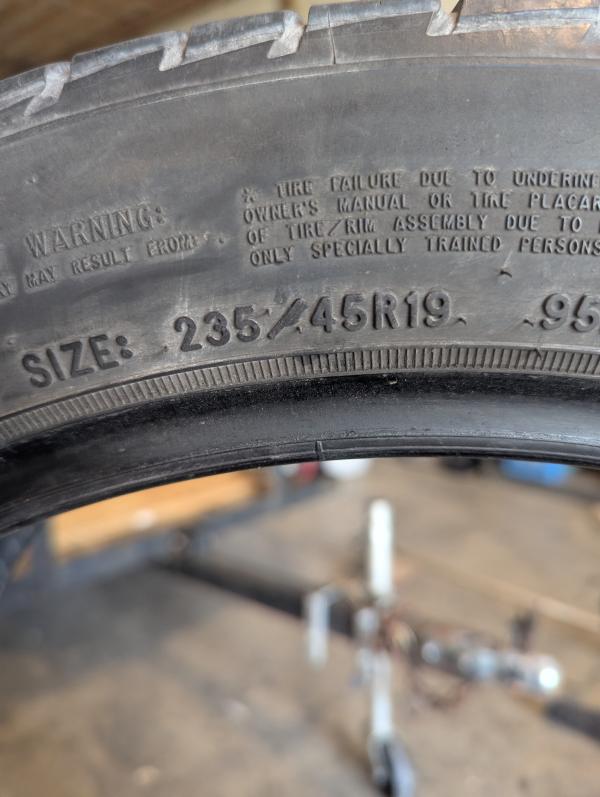 WARNING:
MAY RESULT FROM:
* TIRE FAILURE DUE TO UNDERINF
OWNER'S MANUAL OR TIRE PLACAR
OF TIRE/RIM ASSEMBLY DUE TO
ONLY SPECIALLY TRAINED PERSONS
SIZE: 235/45R19 95